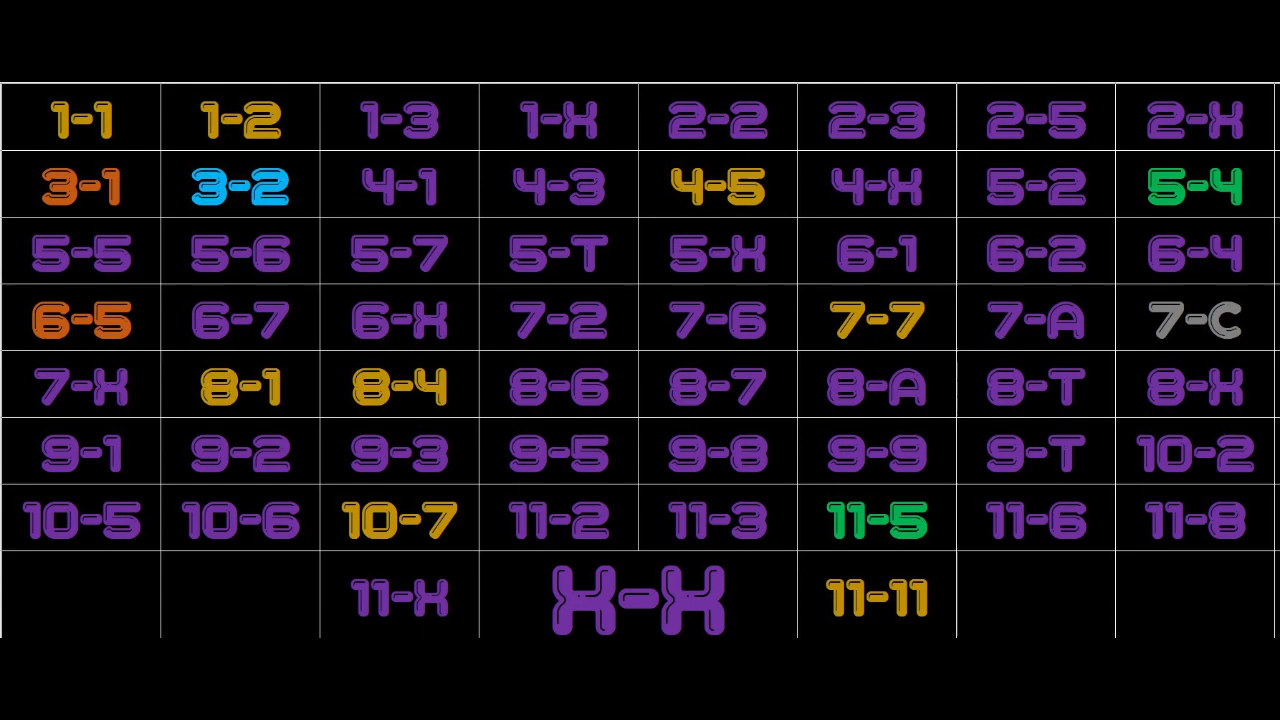 1-1 1-2 1-3 1-X 2-2 2-3 2-5 2-X
3-1 3-2 4-1 4-3 4-5 4-X 5-2 5-4
5-5 5-6 5-7 5-T 5-X 6-1 6-2 6-4
6-5 6-7 6-X 7-2 7-6 7-7 7-A 7-C
7-X 8-1 8-4 8-6 8-7 8-A 8-T 8-X
9-1 9-2 9-3 9-5 9-8 9-9 9-T 10-2
10-5 10-6 10-7 11-2 11-3 11-5 11-6 11-8
11-X X-X 11-11